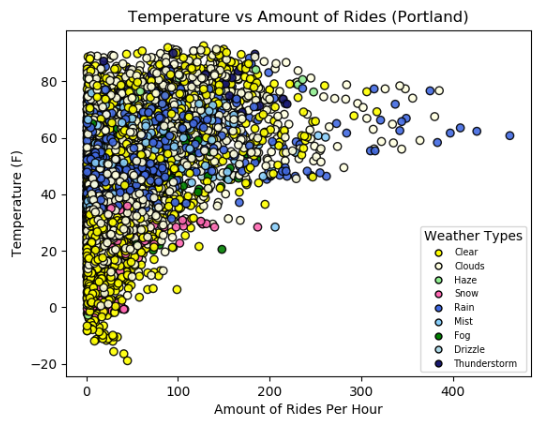 Temperature vs Amount of Rides (Portland)
Temperature (F)
80
60
40
20
0
−20
0 100 200 300 400
Amount of Rides Per Hour
Weather Types
Clear
Clouds
Haze
Snow
Rain
Mist
Fog
Drizzle
Thunderstorm